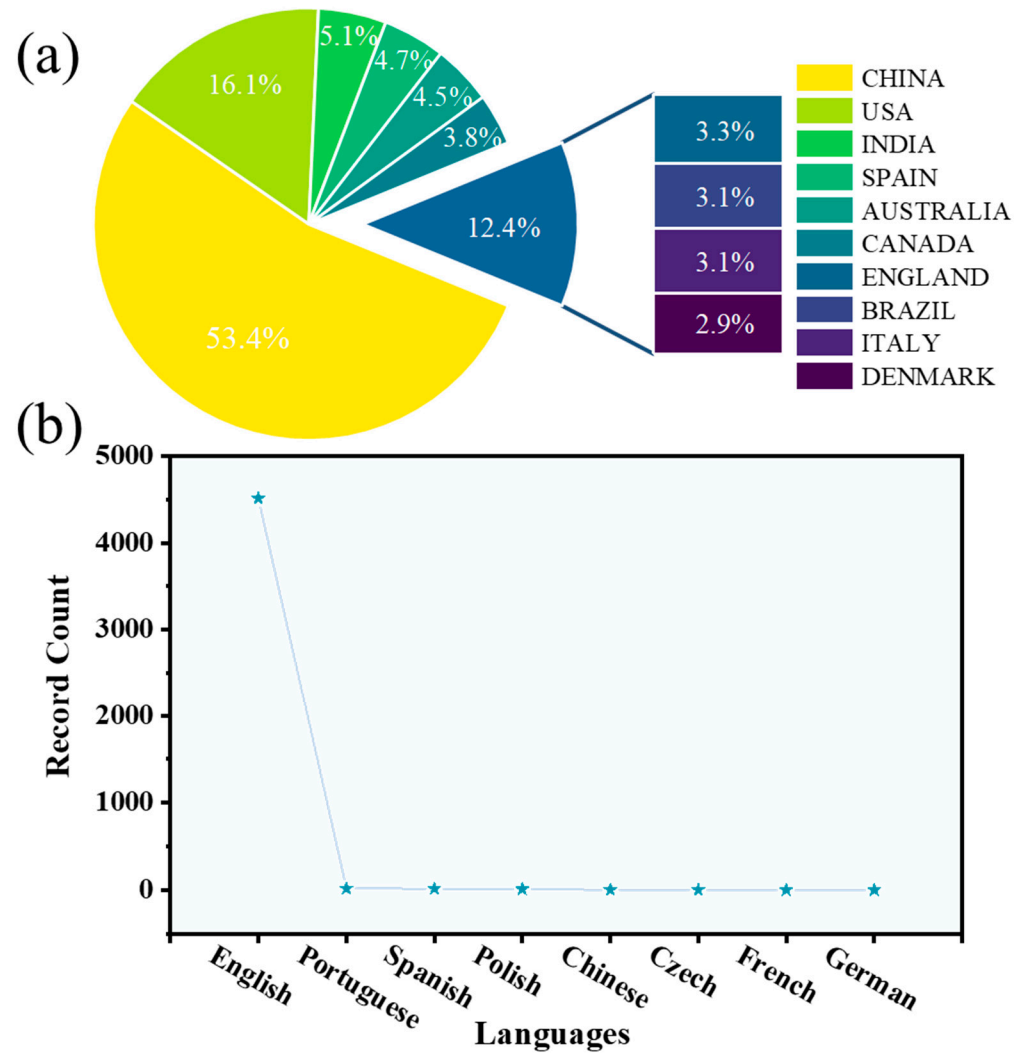 (a)
5.1%
4.7%
16.1%
4.5%
3.8%
12.4%
53.4%
3.3%
3.1%
3.1%
2.9%
CHINA
USA
INDIA
SPAIN
AUSTRALIA
CANADA
ENGLAND
BRAZIL
ITALY
DENMARK
(b)
5000
4000
3000
2000
1000
0
Record Count
English
Portuguese
Spanish
Polish
Chinese
Czech
French
German
Languages